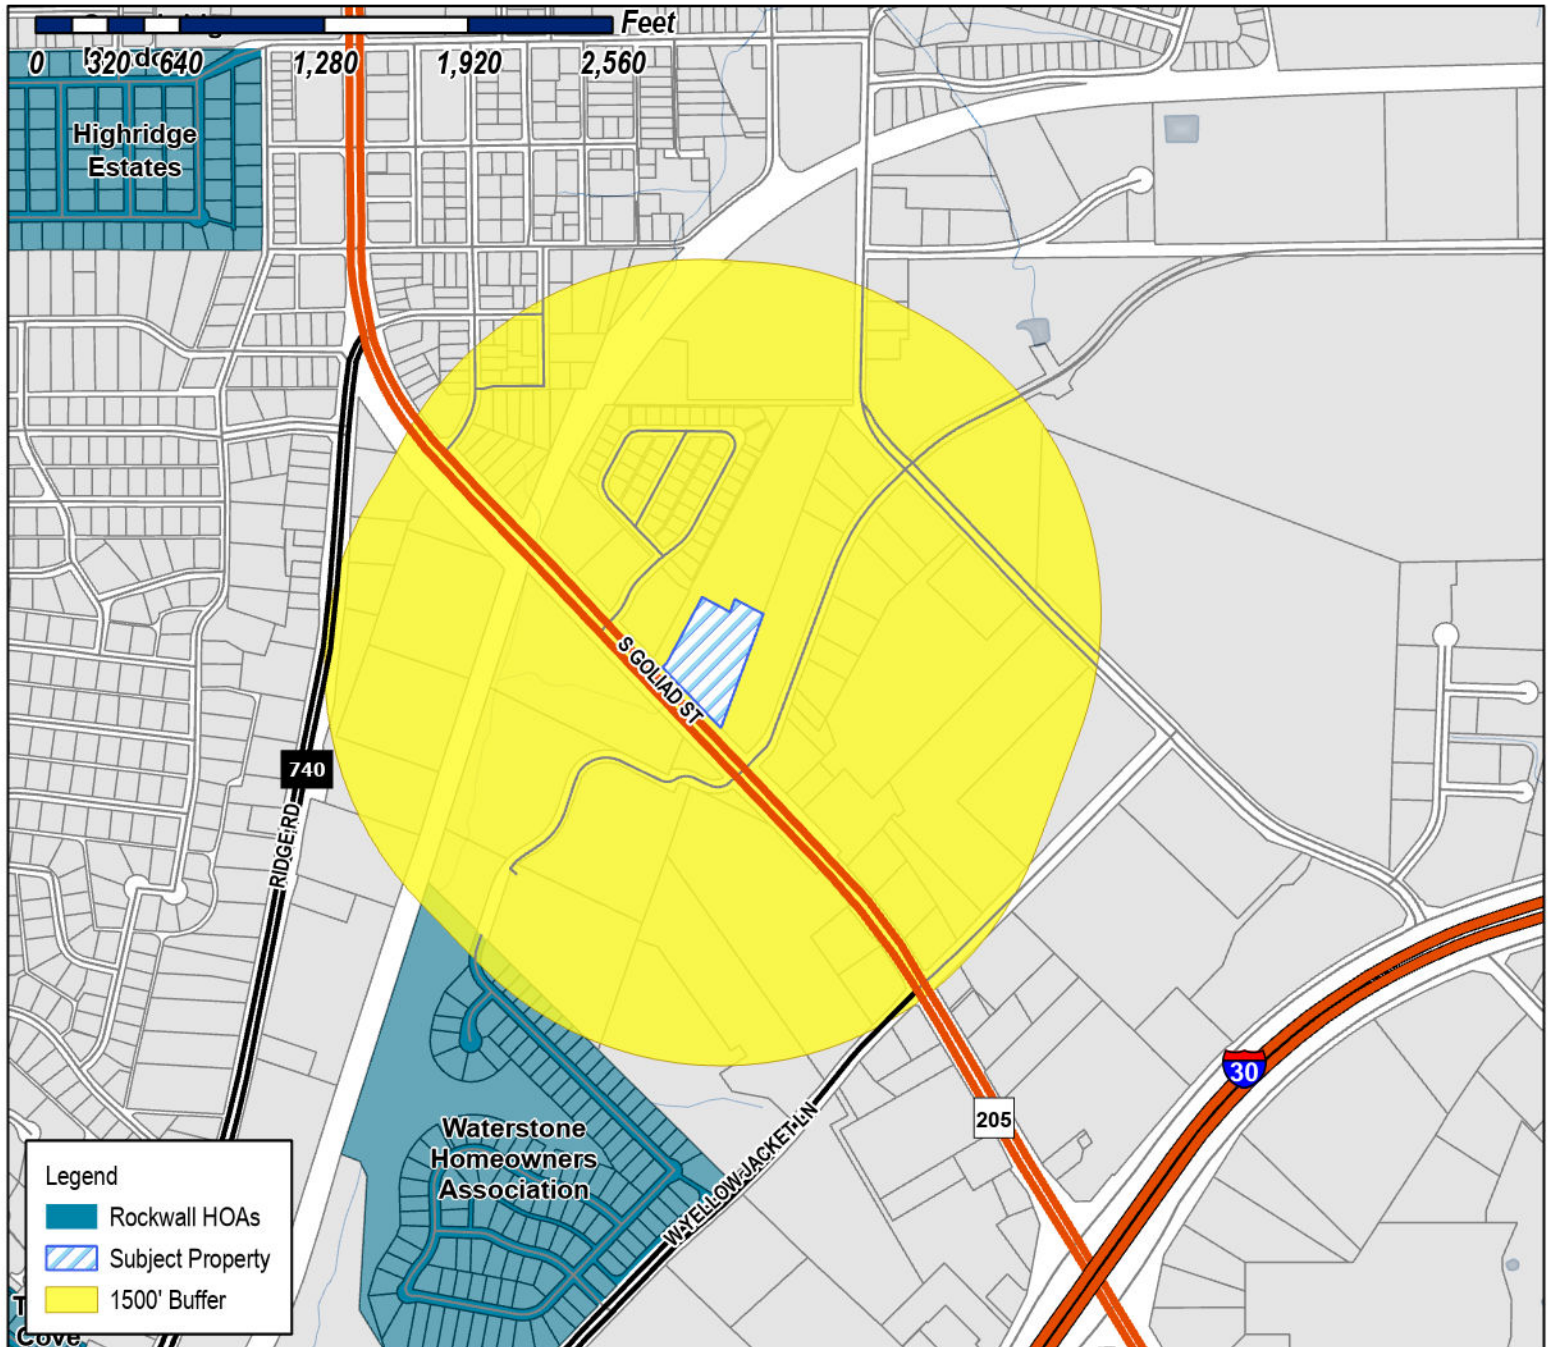 Feet
0 320 640 1,280 1,920 2,560
Highridge
Estates
S GOLIAD ST
740
RIDGE RD
30
205
Waterstone
Homeowners
Association
W YELLOW JACKET LN
Legend
Rockwall HOAs
Subject Property
1500' Buffer
Cove